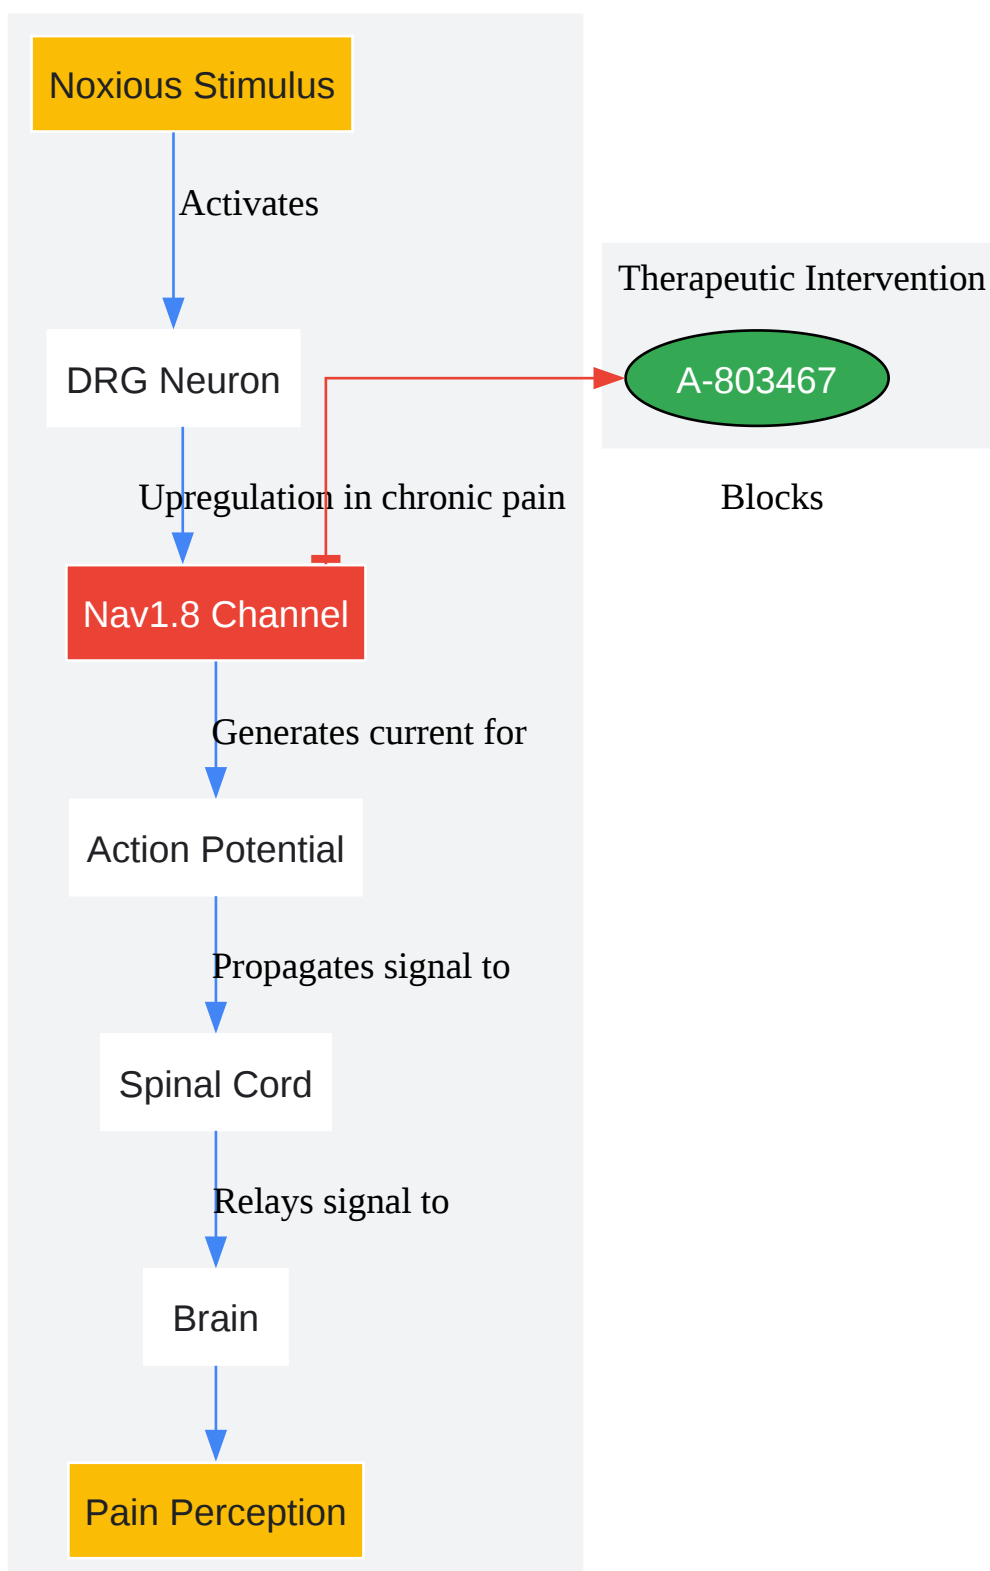 Noxious Stimulus
Activates
Therapeutic Intervention
DRG Neuron
A-803467
Upregulation in chronic pain
Blocks
Nav1.8 Channel
Generates current for
Action Potential
Propagates signal to
Spinal Cord
Relays signal to
Brain
Pain Perception